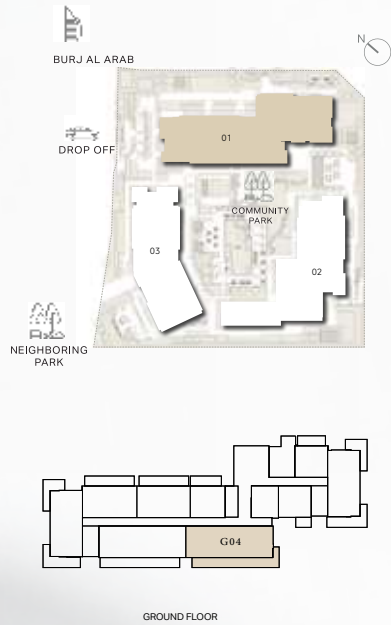 N
BURJ AL ARAB
DROP OFF
01
COMMUNITY
PARK
03
02
NEIGHBORING
PARK
G04
GROUND FLOOR